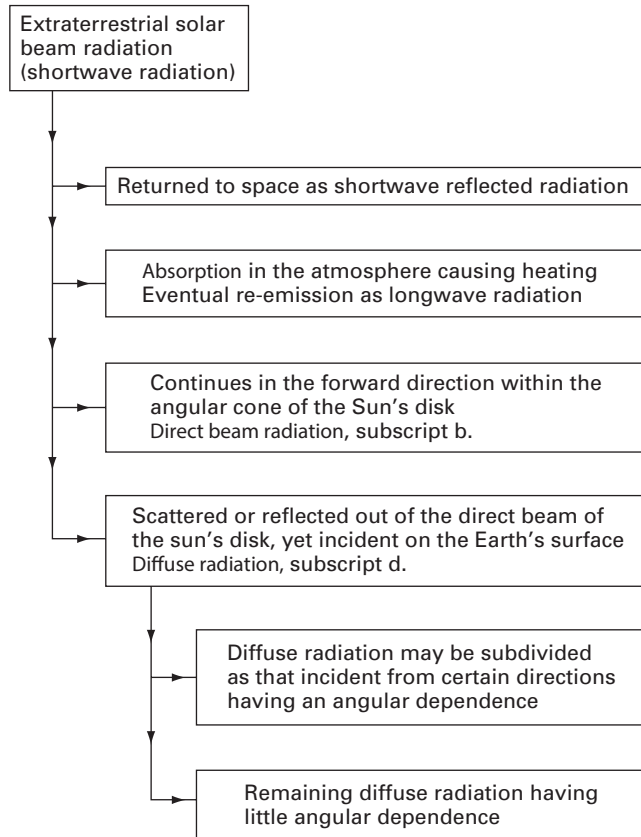 Extraterrestrial solar
beam radiation
(shortwave radiation)
Returned to space as shortwave reflected radiation
Absorption in the atmosphere causing heating
Eventual re-emission as longwave radiation
Continues in the forward direction within the
angular cone of the Sun's disk
Direct beam radiation, subscript b.
Scattered or reflected out of the direct beam of
the sun's disk, yet incident on the Earth's surface
Diffuse radiation, subscript d.
Diffuse radiation may be subdivided
as that incident from certain directions
having an angular dependence
Remaining diffuse radiation having
little angular dependence